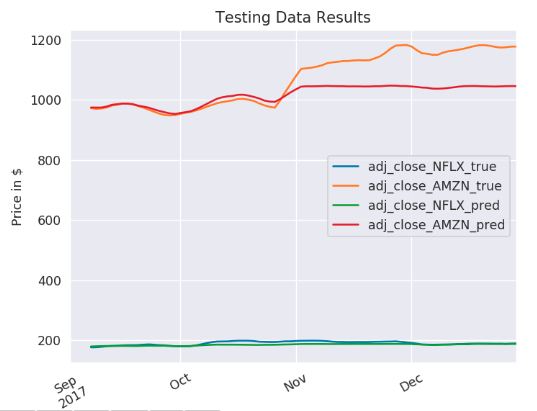 Testing Data Results
Price in $
1200
1000
800
600
400
200
adj_close_NFLX_true
adj_close_AMZN_true
adj_close_NFLX_pred
adj_close_AMZN_pred
Sep
2017
Oct
Nov
Dec